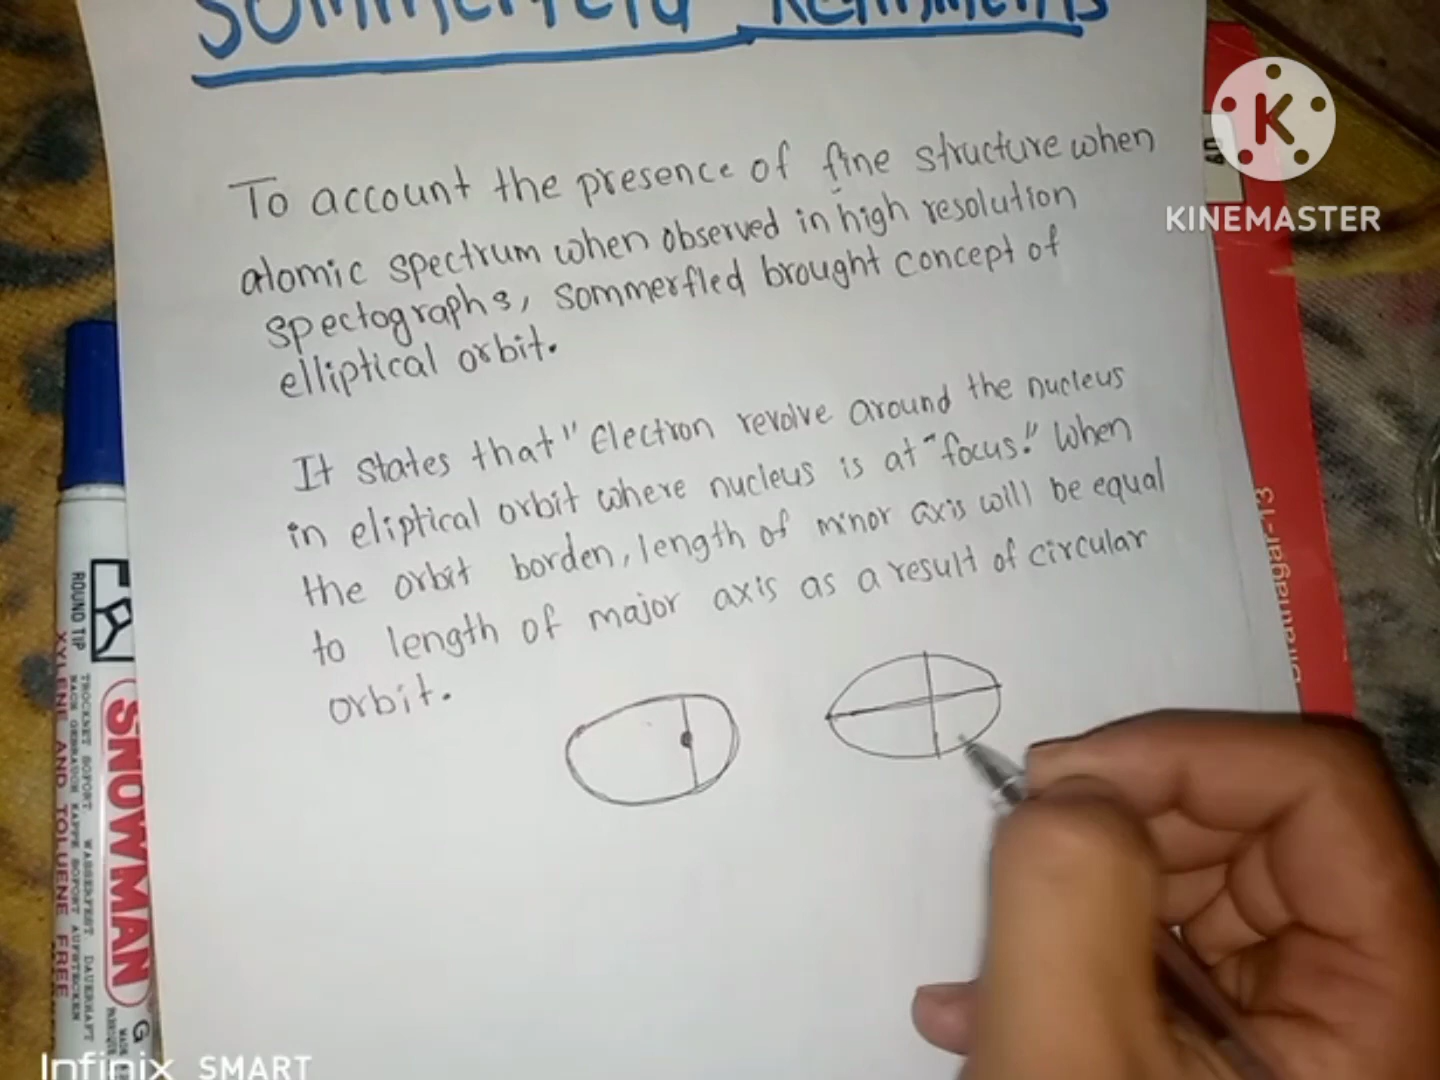 SOMMERFELD REFINMENTS
To account the presence of fine structure when
atomic spectrum when observed in high resolution
spectographs, sommerfled brought concept of
elliptical orbit.
It states that "Electron revolve around the nucleus
in eliptical orbit where nucleus is at "focus." When
the orbit borden, length of minor axis will be equal
to length of major axis as a result of circular
orbit.
K
KINEMASTER
ROUND TIP
XYLENE AND TOLUENE FREE
SNOWMAN
G
Infinix SMART